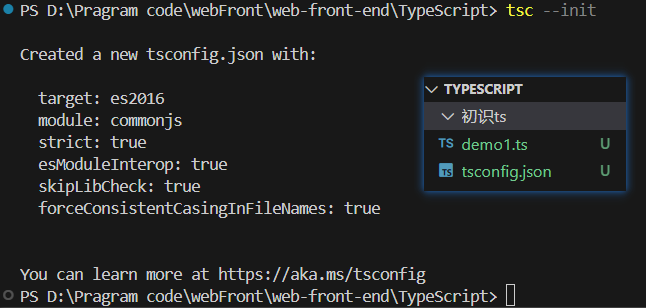 PS D:\Pragram code\webFront\web-front-end\TypeScript> tsc --init
Created a new tsconfig.json with:
target: es2016
module: commonjs
strict: true
esModuleInterop: true
skipLibCheck: true
forceConsistentCasingInFileNames: true
TYPESCRIPT
初识ts
TS demo1.ts U
TS tsconfig.json U
You can learn more at https://aka.ms/tsconfig
PS D:\Pragram code\webFront\web-front-end\TypeScript>